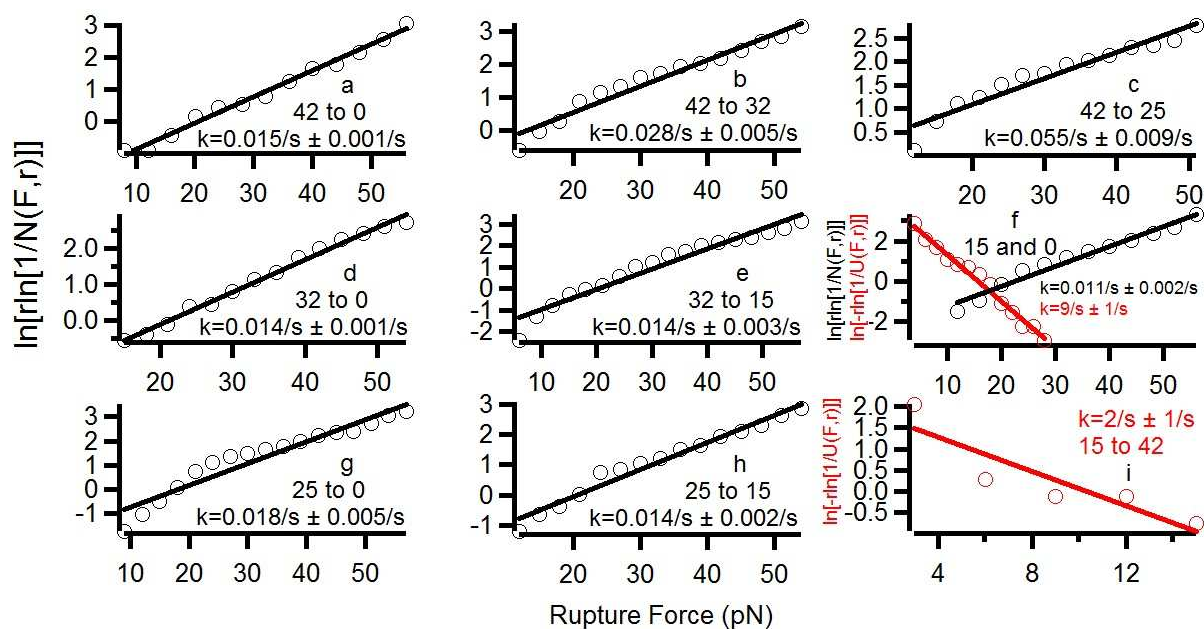 ln[rln[1/N(F,r)]]
3
2
1
0
a
42 to 0
k=0.015/s ± 0.001/s
10
20
30
40
50
3
2
1
0
b
42 to 32
k=0.028/s ± 0.005/s
20
30
40
50
2.5
2.0
1.5
1.0
0.5
c
42 to 25
k=0.055/s ± 0.009/s
20
30
40
50
2.0
1.0
0.0
d
32 to 0
k=0.014/s ± 0.001/s
20
30
40
50
3
2
1
0
-1
-2
e
32 to 15
k=0.014/s ± 0.003/s
10
20
30
40
50
ln[rln[1/N(F,r)]]
ln[-rln[1/U(F,r)]]
2
0
-2
f
15 and 0
k=0.011/s ± 0.002/s
k=9/s ± 1/s
10
20
30
40
50
3
2
1
0
-1
g
25 to 0
k=0.018/s ± 0.005/s
10
20
30
40
50
3
2
1
0
-1
h
25 to 15
k=0.014/s ± 0.002/s
20
30
40
50
ln[-rln[1/U(F,r)]]
2.0
1.5
1.0
0.5
0.0
-0.5
k=2/s ± 1/s
15 to 42
i
4
8
12
Rupture Force (pN)